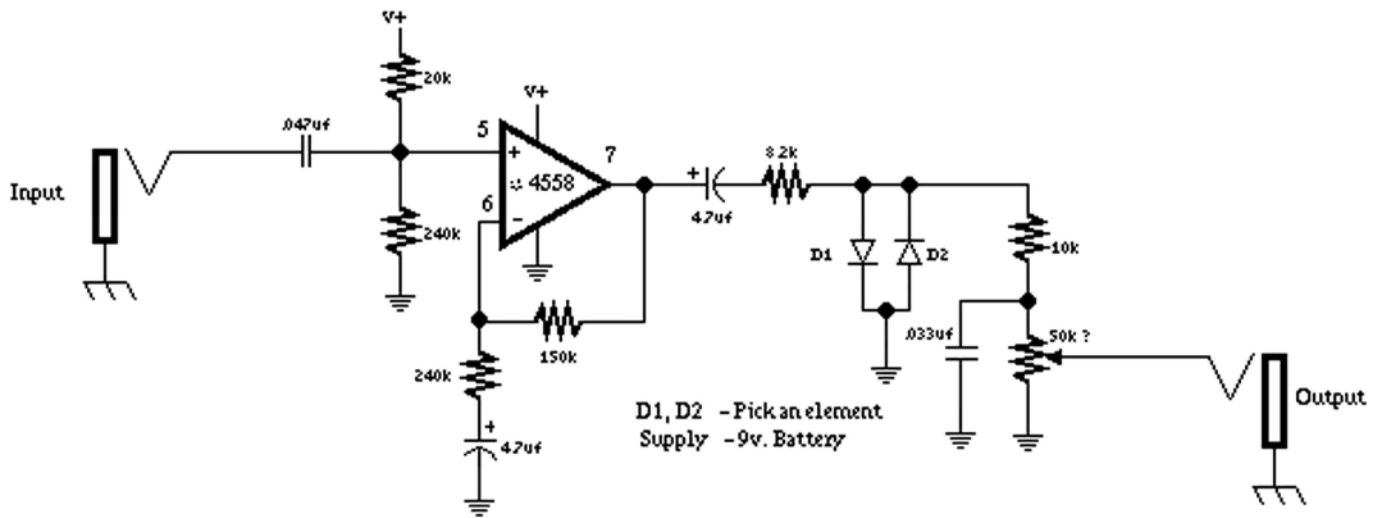 V+
20k
V+
.047uf
5
7
8.2k
+
+
4558
4.7uf
Input
6
-
240k
D1
D2
10k
.033uf
50k ?
150k
240k
Output
D1, D2 - Pick an element
Supply - 9v. Battery
+
4.7uf